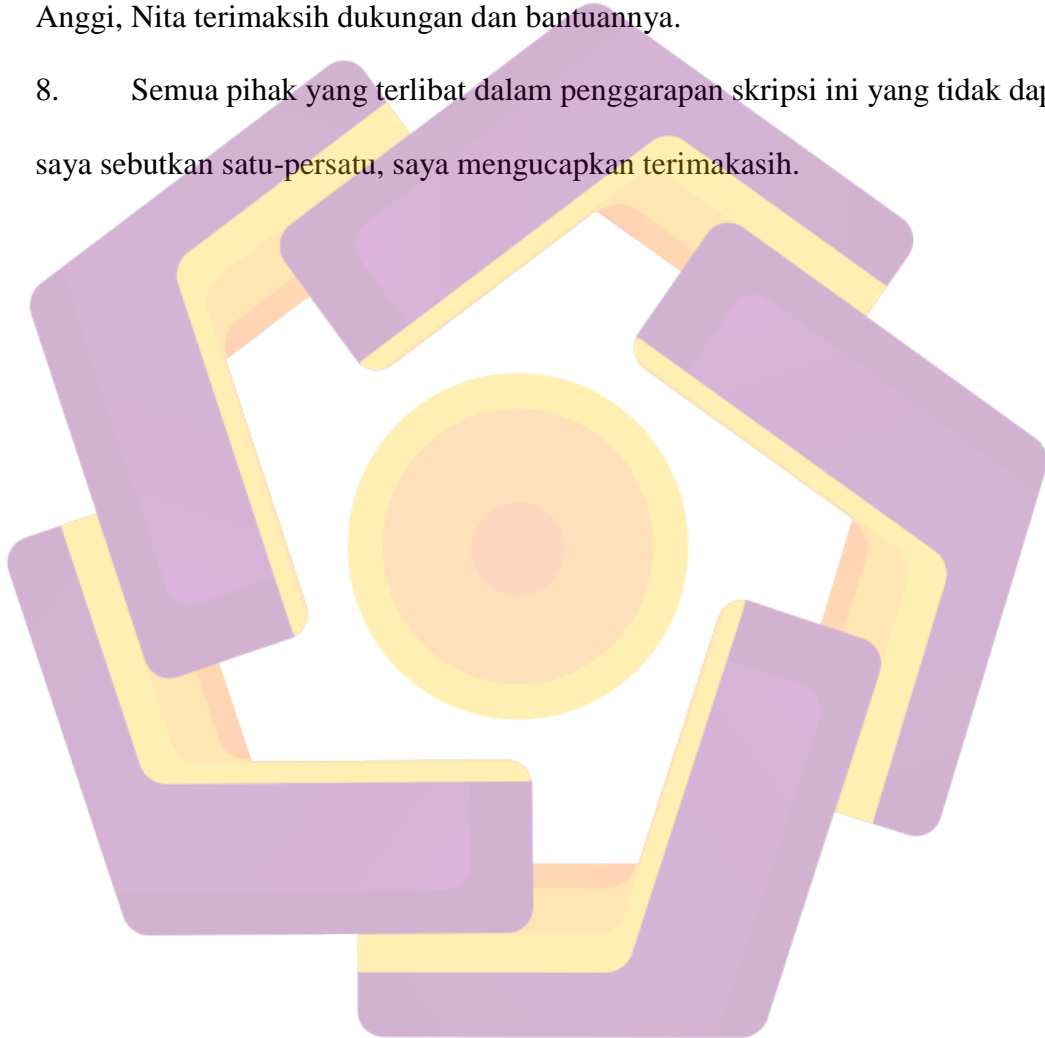 Anggi, Nita terimaksih dukungan dan bantuannya.
8. Semua pihak yang terlibat dalam penggarapan skripsi ini yang tidak
saya sebutkan satu-persatu, saya mengucapkan terimakasih.